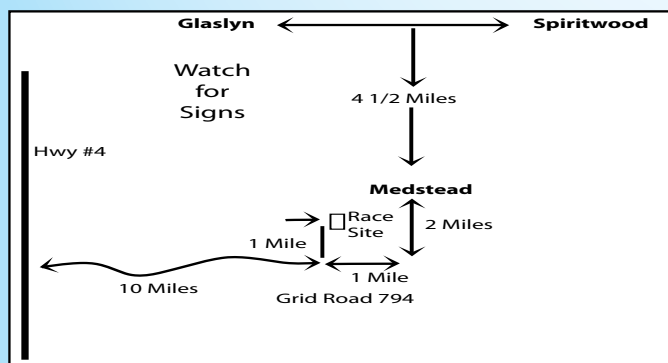 Glaslyn
Spiritwood
Watch
for
Signs
4 1/2 Miles
Hwy #4
Medstead
Race
Site
2 Miles
1 Mile
1 Mile
10 Miles
Grid Road 794